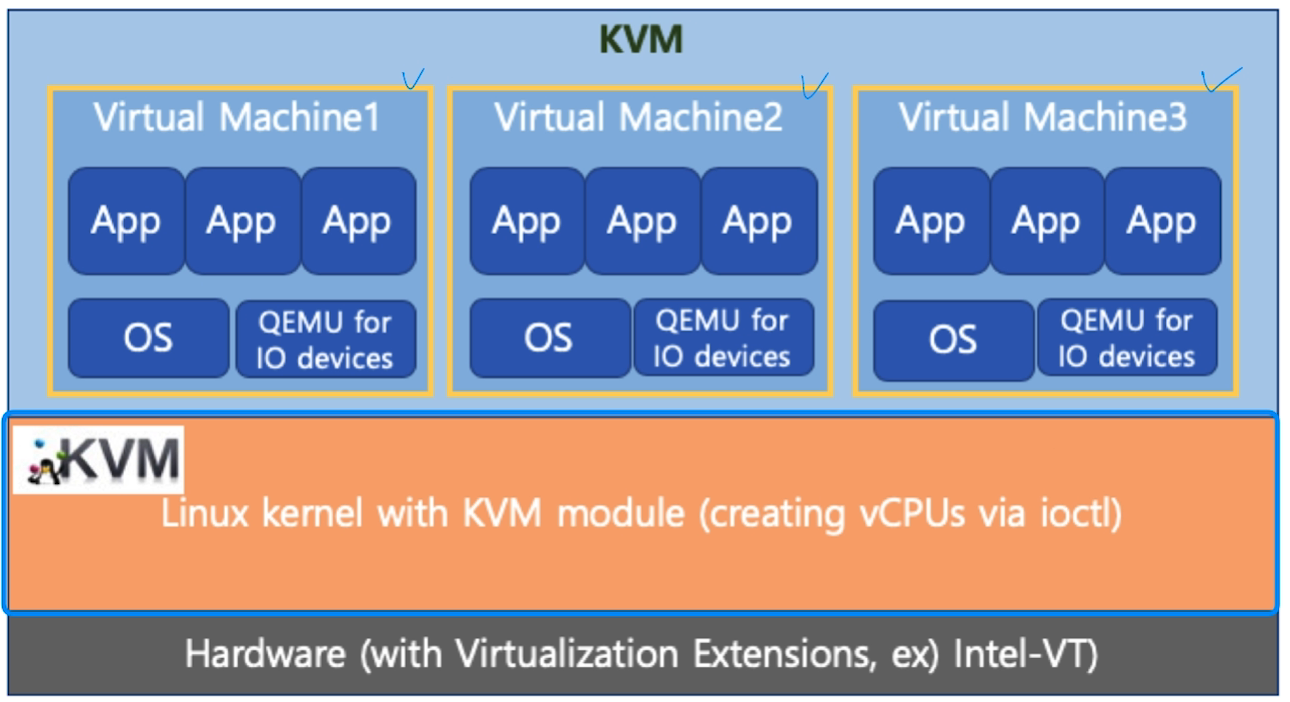 KVM
Virtual Machine1
App App App
OS
QEMU for
IO devices
Virtual Machine2
App App App
OS
QEMU for
IO devices
Virtual Machine3
App App App
OS
QEMU for
IO devices
KVM
Linux kernel with KVM module (creating vCPUs via ioctl)
Hardware (with Virtualization Extensions, ex) Intel-VT)